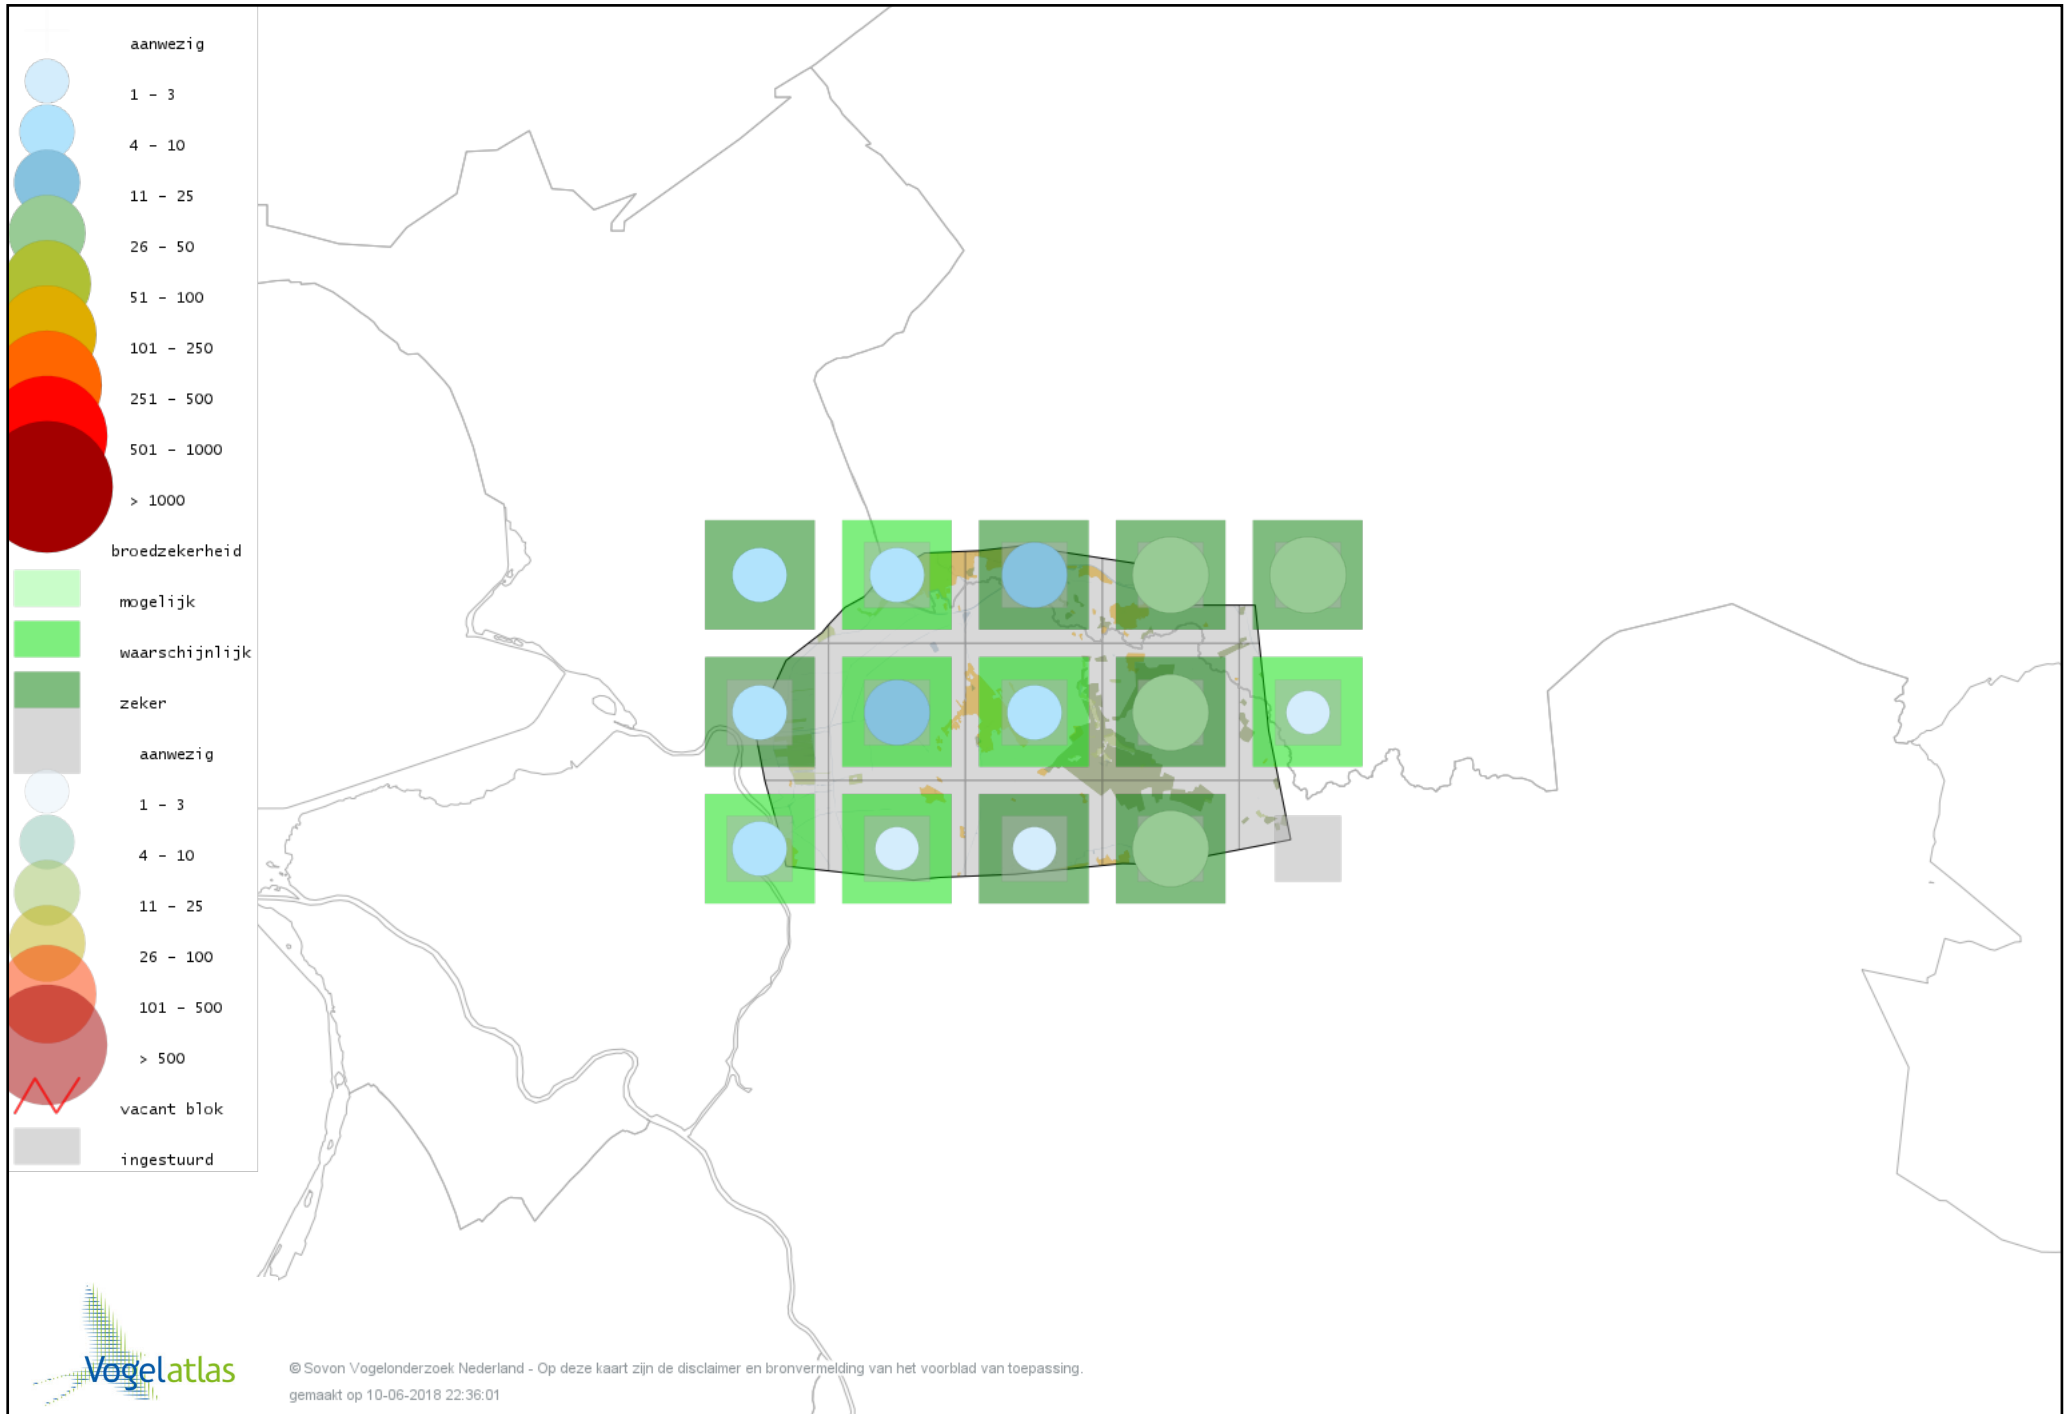 aanwezig
1 - 3
4 - 10
11 - 25
26 - 50
51 - 100
101 - 250
251 - 500
501 - 1000
> 1000
broedzekerheid
mogelijk
waarschijnlijk
zeker
aanwezig
1 - 3
4 - 10
11 - 25
26 - 100
101 - 500
> 500
vacant blok
ingestuurd
Vogelatlas
© Sovon Vogelonderzoek Nederland - Op deze kaart zijn de disclaimer en bronvermelding van het voorblad van toepassing.
gemaakt op 10-06-2018 22:36:01